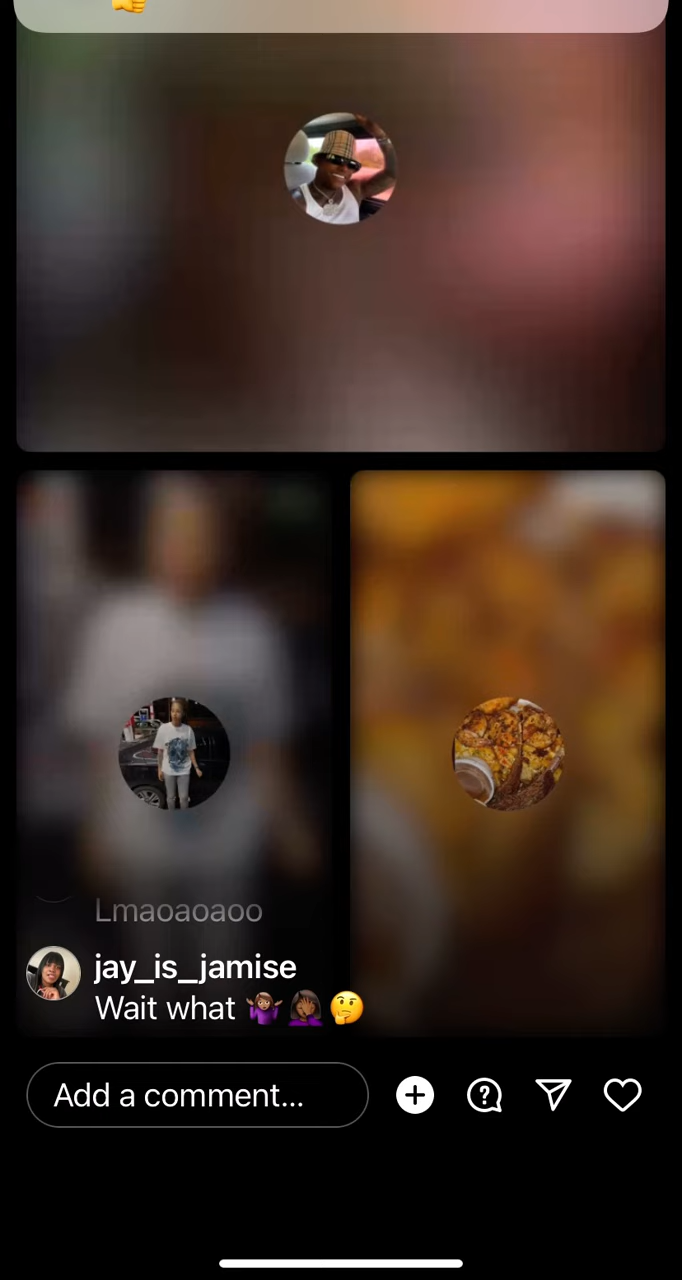 Lmaoaoaoo
jay_is_jamise
Wait what 🤷🏽‍♀️🤦🏾‍♀️🤔
Add a comment...